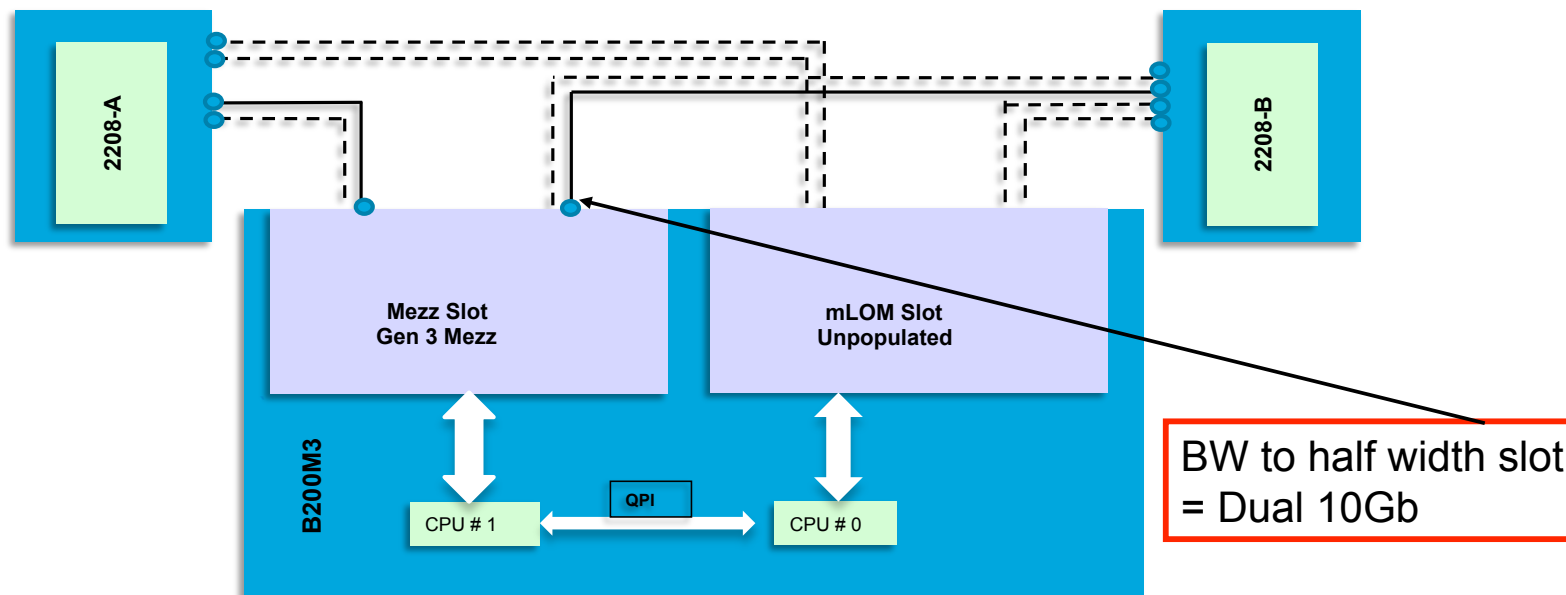 2208-A
2208-B
Mezz Slot
Gen 3 Mezz
mLOM Slot
Unpopulated
B200M3
QPI
CPU # 1
CPU # 0
BW to half width slot
= Dual 10Gb